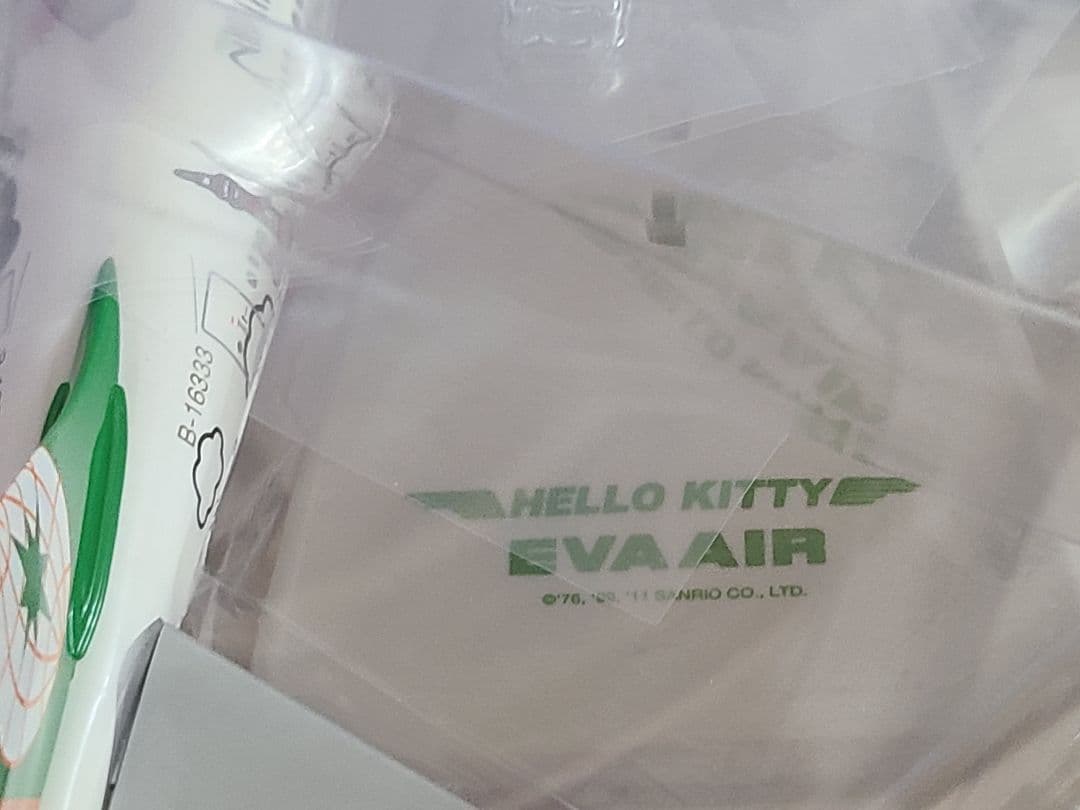 B-16333
HELLO KITTY
EVA AIR
©'76, '09, '11 SANRIO CO., LTD.